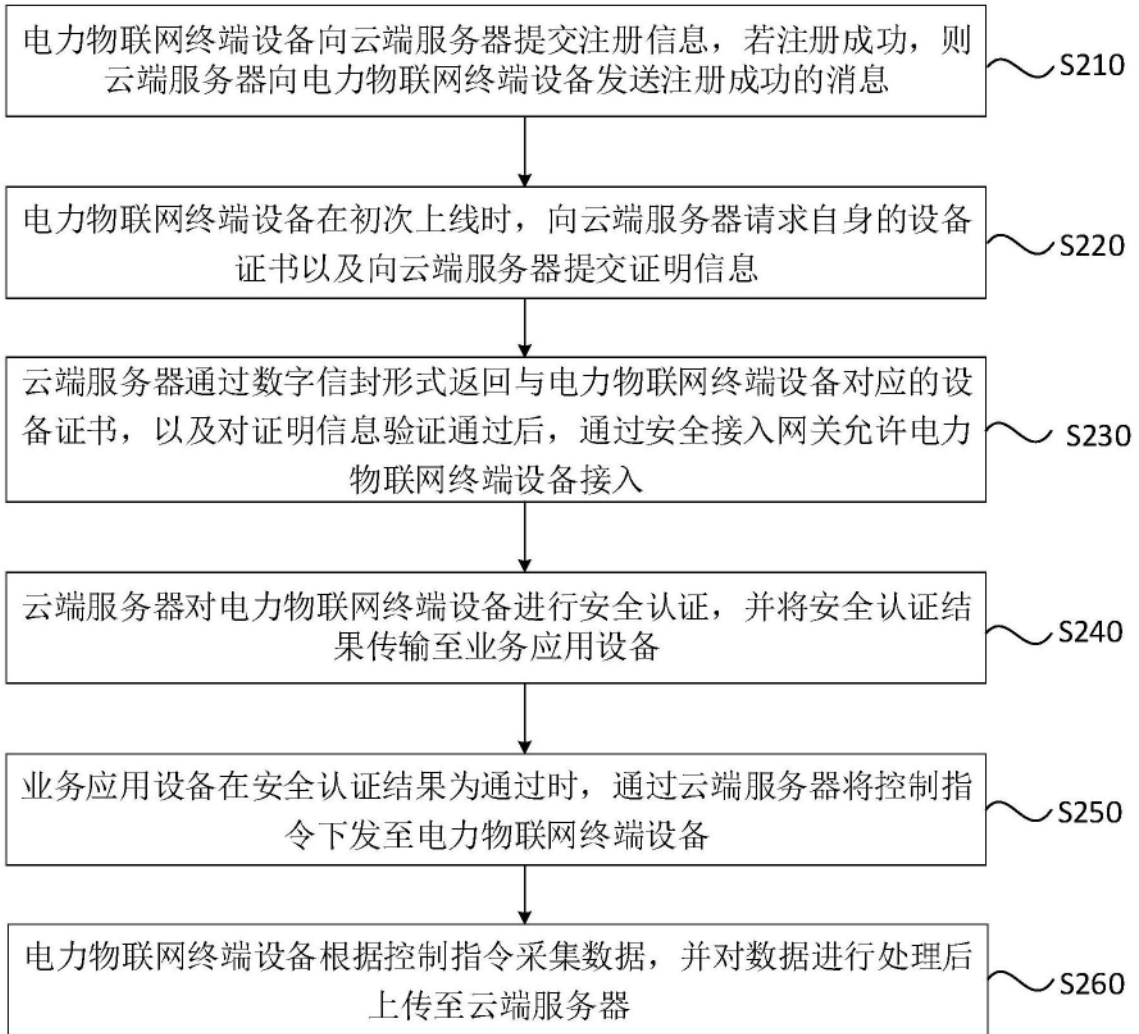 电力物联网终端设备向云端服务器提交注册信息，若注册成功，则
云端服务器向电力物联网终端设备发送注册成功的消息
S210
电力物联网终端设备在初次上线时，向云端服务器请求自身的设备
证书以及向云端服务器提交证明信息
S220
云端服务器通过数字信封形式返回与电力物联网终端设备对应的设
备证书，以及对证明信息验证通过后，通过安全接入网关允许电力
物联网终端设备接入
S230
云端服务器对电力物联网终端设备进行安全认证，并将安全认证结
果传输至业务应用设备
S240
业务应用设备在安全认证结果为通过时，通过云端服务器将控制指
令下发至电力物联网终端设备
S250
电力物联网终端设备根据控制指令采集数据，并对数据进行处理后
上传至云端服务器
S260